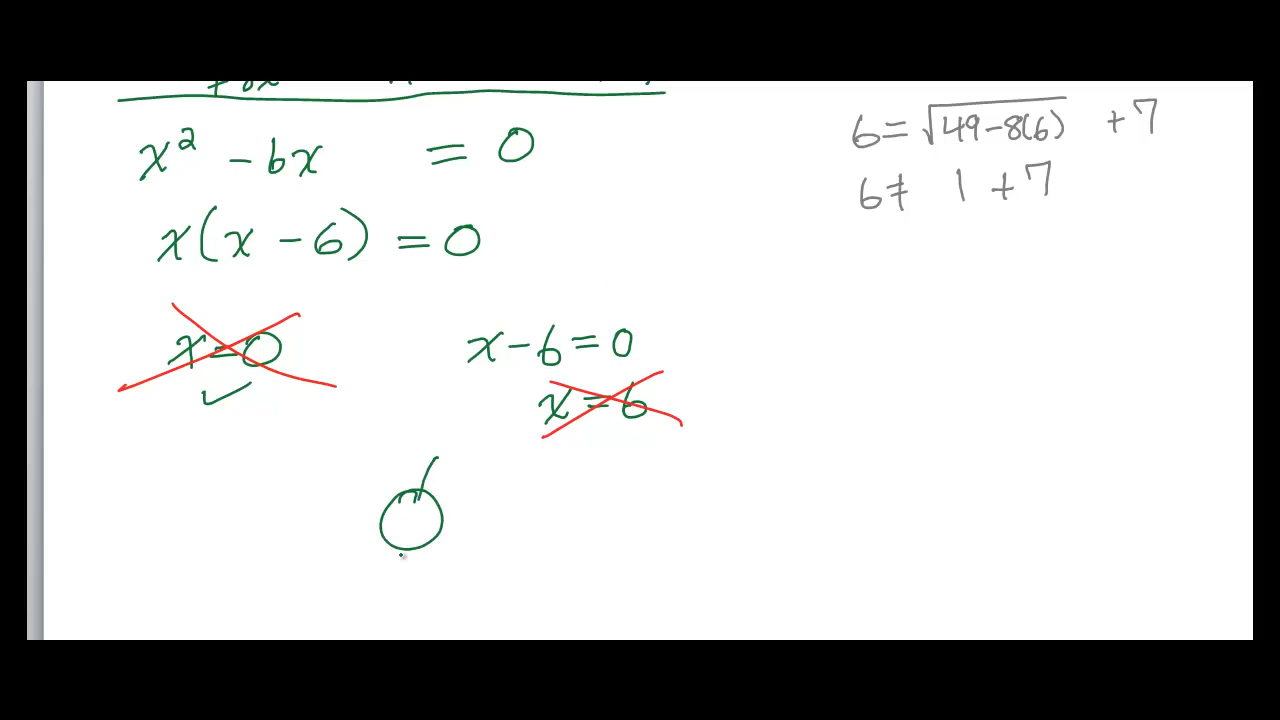 x² - 6x = 0
x(x - 6) = 0
x = 0
x - 6 = 0
x = 6
6 = √49-8(6) + 7
6 ≠ 1 + 7